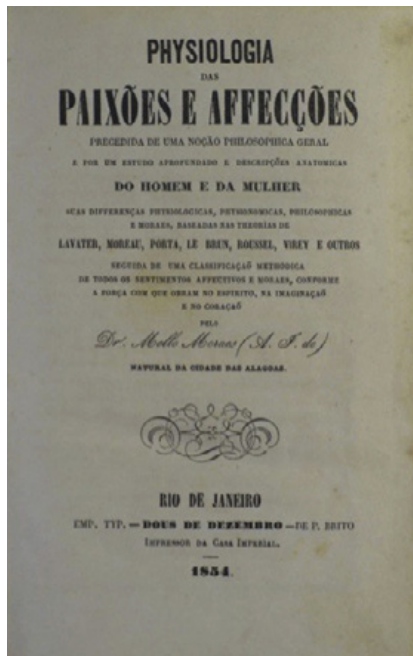 PHYSIOLOGIA
DAS
PAIXÕES E AFFECÇÕES
PRECEDIDA DE UMA NOÇÃO PHILOSOPHICA GERAL
E POR UM ESTUDO APROFUNDADO E DESCRIPÇÕES ANATOMICAS
DO HOMEM E DA MULHER
SUAS DIFFERENÇAS PHYSIOLOGICAS, PHYSIONOMICAS, PHILOSOPHICAS
E MORAES, BASEADAS NAS THEORIAS DE
LAVATER, MOREAU, PORTA, LE BRUN, ROUSSEL, VIREY E OUTROS
SEGUIDA DE UMA CLASSIFICAÇAÕ METHODICA
DE TODOS OS SENTIMENTOS AFFECTIVOS E MORAES, CONFORME
A FORÇA COM QUE OBRAM NO ESPIRITO, NA IMAGINAÇAÕ
E NO CORAÇAÕ
PELO
Dr. Mello Moraes (A. J. de)
NATURAL DA CIDADE DAS ALAGOAS.
RIO DE JANEIRO
EMP. TYP. — DOUS DE DEZEMBRO — DE P. BRITO
IMPRESSOR DA CASA IMPERIAL.
1854.